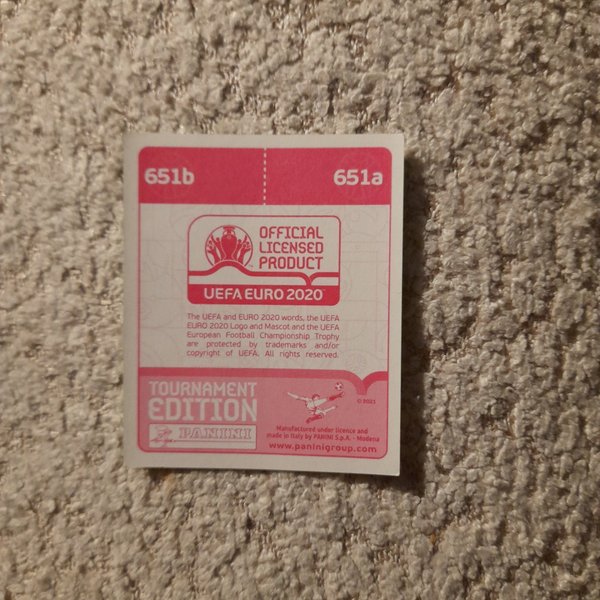 651b 651a
OFFICIAL
LICENSED
PRODUCT
UEFA EURO 2020
The UEFA and EURO 2020 words, the UEFA
EURO 2020 Logo and Mascot and the UEFA
European Football Championship Trophy
are protected by trademarks and/or
copyright of UEFA. All rights reserved.
TOURNAMENT
EDITION
PANINI
© 2021
Manufactured under licence and
made in Italy by PANINI S.p.A. - Modena
www.paninigroup.com